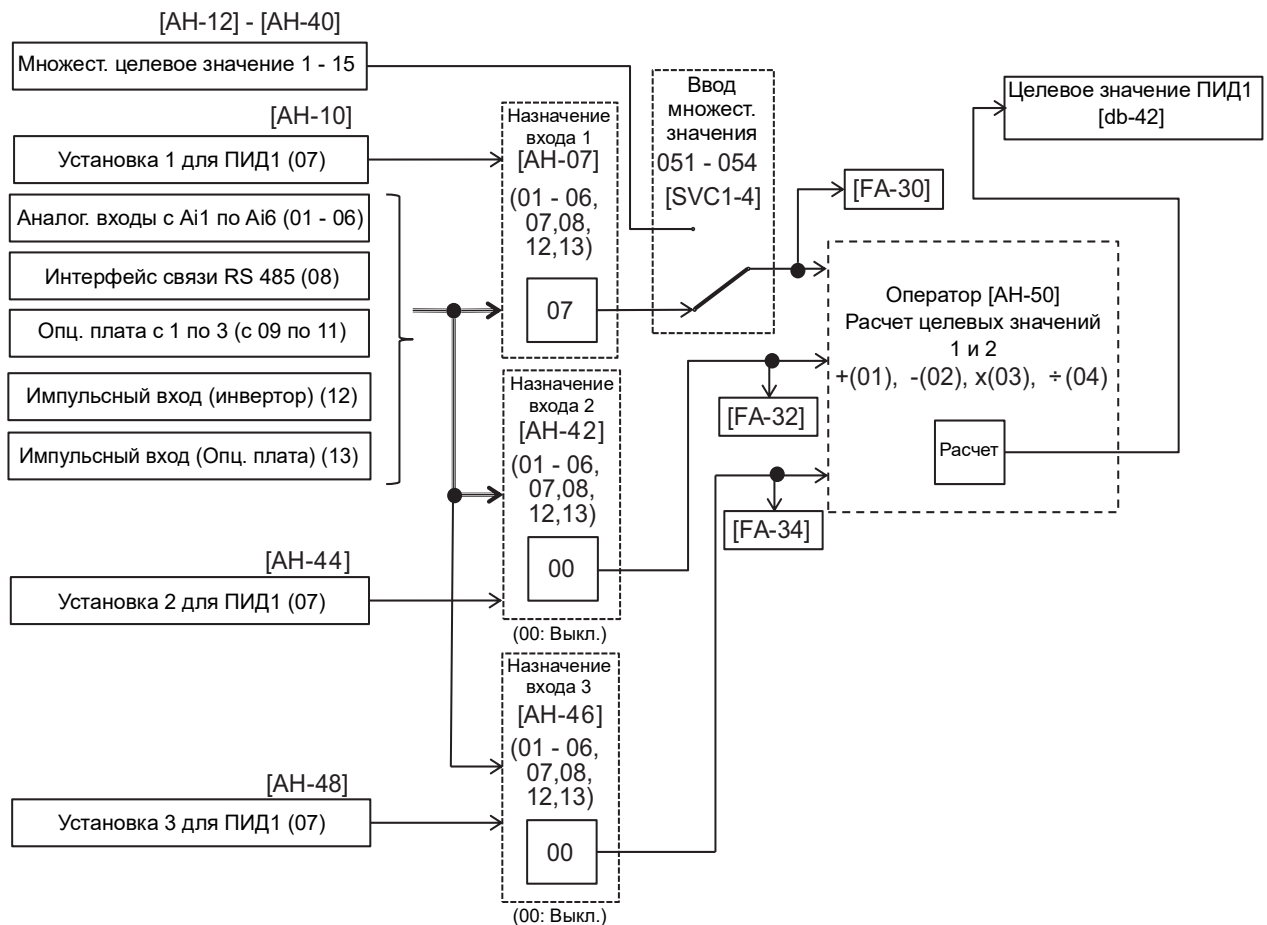 [AH-12] - [AH-40]
Множест. целевое значение 1 - 15
[AH-10]
Установка 1 для ПИД1 (07)
Аналог. входы с Ai1 по Ai6 (01 - 06)
Интерфейс связи RS 485 (08)
Опц. плата с 1 по 3 (с 09 по 11)
Импульсный вход (инвертор) (12)
Импульсный вход (Опц. плата) (13)
[AH-44]
Установка 2 для ПИД1 (07)
[AH-48]
Установка 3 для ПИД1 (07)
Назначение
входа 1
[AH-07]
(01 - 06,
07,08,
12,13)
07
Назначение
входа 2
[AH-42]
(01 - 06,
07,08,
12,13)
00
(00: Выкл.)
Назначение
входа 3
[AH-46]
(01 - 06,
07,08,
12,13)
00
(00: Выкл.)
Ввод
множест.
значения
051 - 054
[SVC1-4]
[FA-30]
[FA-32]
[FA-34]
Оператор [AH-50]
Расчет целевых значений
1 и 2
+(01), -(02), x(03), ÷(04)
Расчет
Целевое значение ПИД1
[db-42]